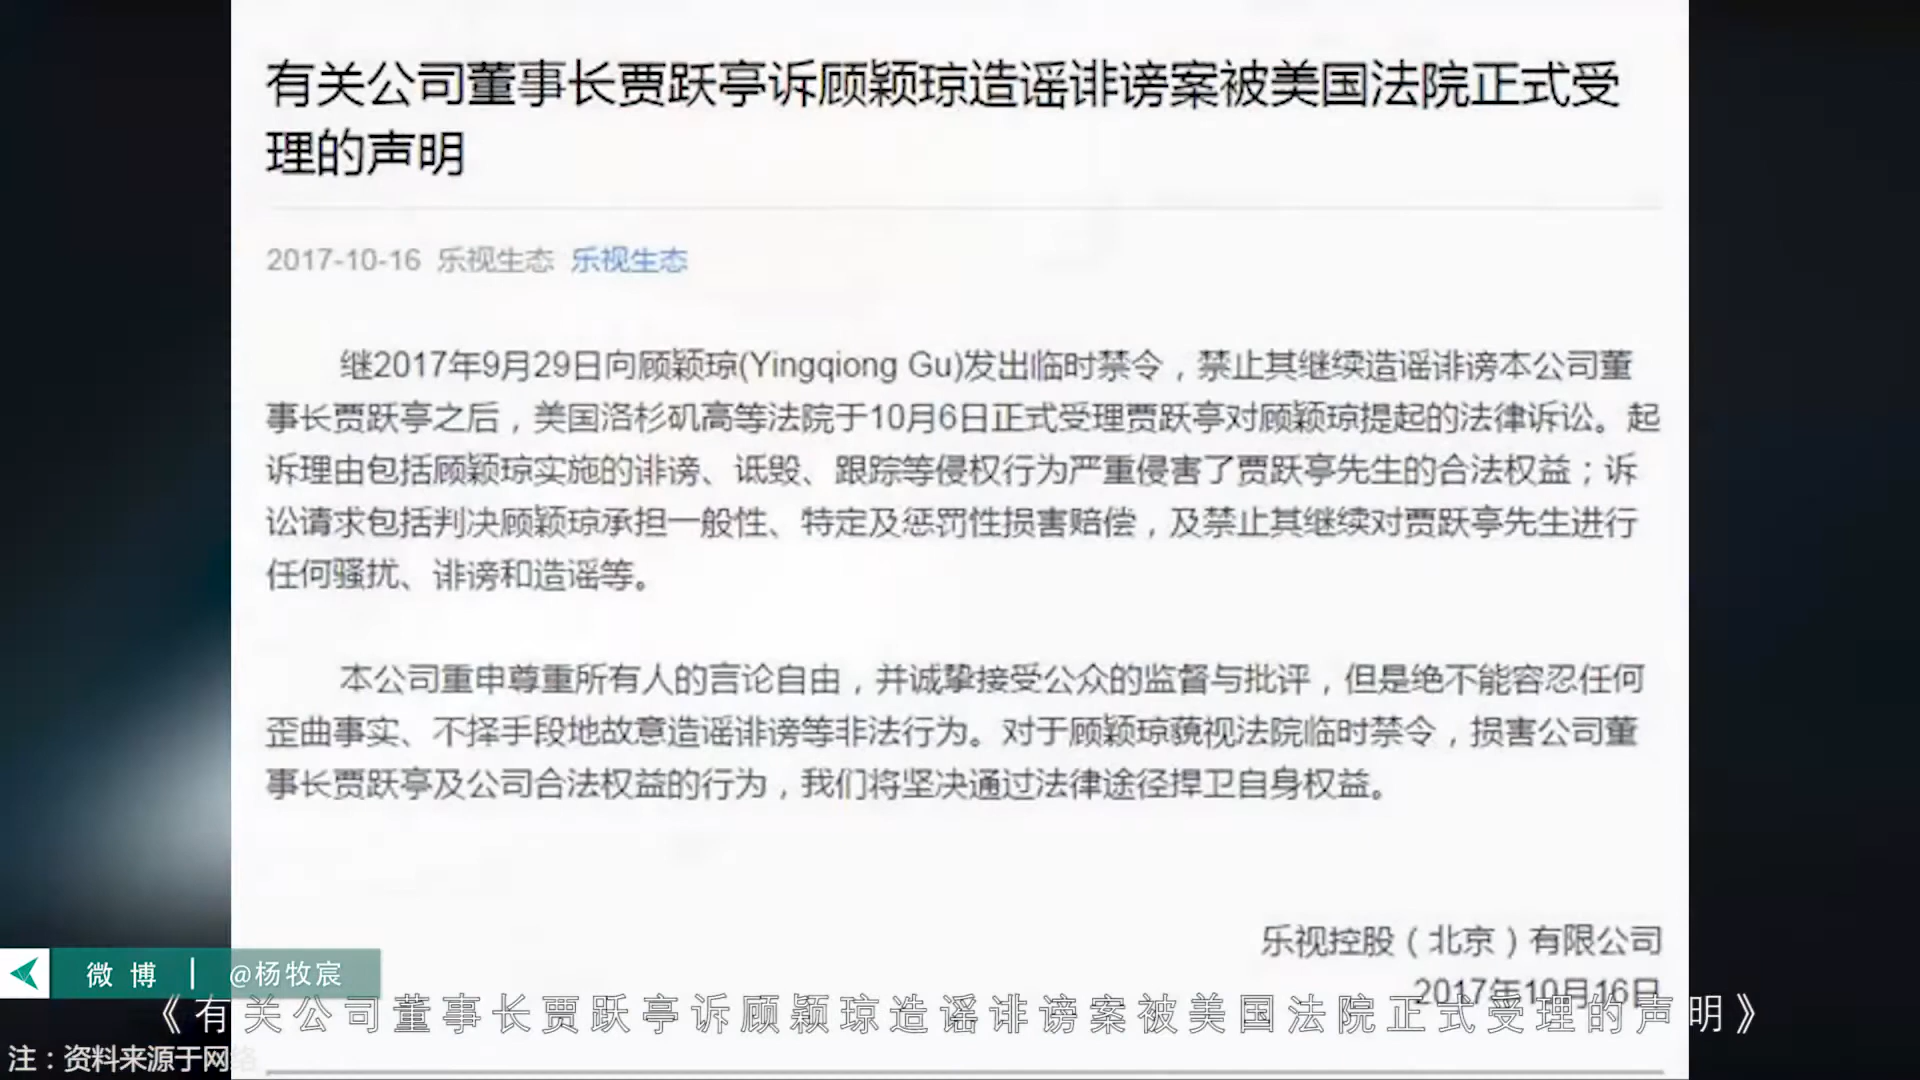 有关公司董事长贾跃亭诉顾颖琼造谣诽谤案被美国法院正式受
理的声明
2017-10-16 乐视生态 乐视生态
继2017年9月29日向顾颖琼(Yingqiong Gu)发出临时禁令，禁止其继续造谣诽谤本公司董
事长贾跃亭之后，美国洛杉矶高等法院于10月6日正式受理贾跃亭对顾颖琼提起的法律诉讼。起
诉理由包括顾颖琼实施的诽谤、诋毁、跟踪等侵权行为严重侵害了贾跃亭先生的合法权益；诉
讼请求包括判决顾颖琼承担一般性、特定及惩罚性损害赔偿，及禁止其继续对贾跃亭先生进行
任何骚扰、诽谤和造谣等。
本公司重申尊重所有人的言论自由，并诚挚接受公众的监督与批评，但是绝不能容忍任何
歪曲事实、不择手段地故意造谣诽谤等非法行为。对于顾颖琼藐视法院临时禁令，损害公司董
事长贾跃亭及公司合法权益的行为，我们将坚决通过法律途径捍卫自身权益。
乐视控股（北京）有限公司
2017年10月16日
微博 | @杨牧宸
《有关公司董事长贾跃亭诉顾颖琼造谣诽谤案被美国法院正式受理的声明》
注：资料来源于网络